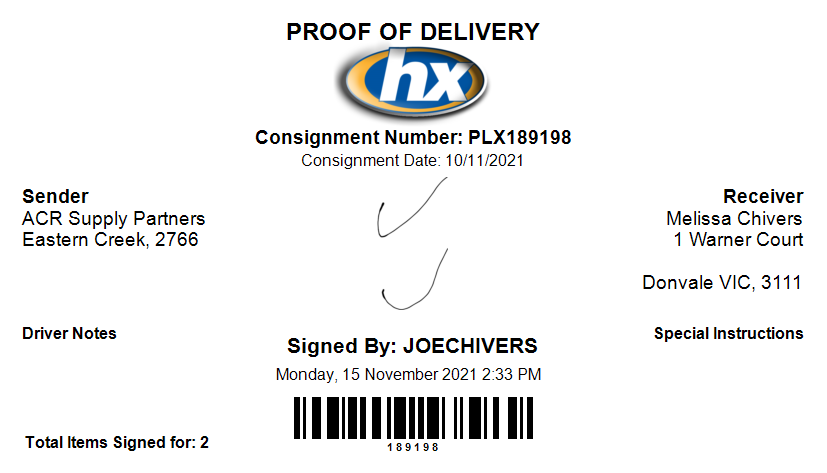 PROOF OF DELIVERY
hx
Consignment Number: PLX189198
Consignment Date: 10/11/2021
Sender
ACR Supply Partners
Eastern Creek, 2766
Receiver
Melissa Chivers
1 Warner Court
Donvale VIC, 3111
Driver Notes
Special Instructions
Signed By: JOECHIVERS
Monday, 15 November 2021 2:33 PM
189198
Total Items Signed for: 2